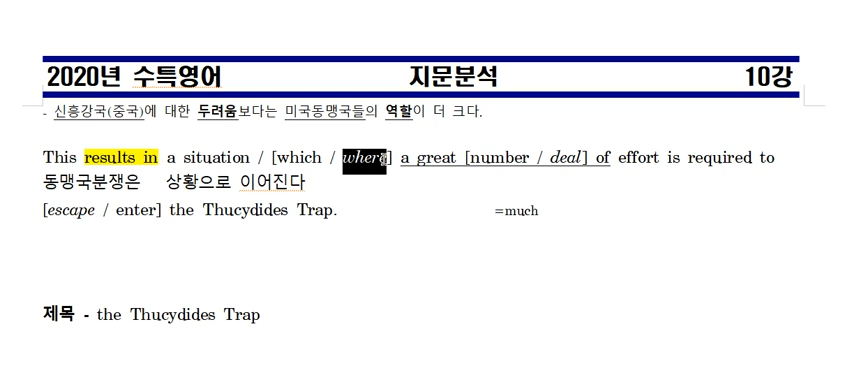 2020년 수특영어 지문분석 10강
- 신흥강국(중국)에 대한 두려움보다는 미국동맹국들의 역할이 더 크다.
This results in a situation / [which / where] a great [number / deal] of effort is required to
동맹국분쟁은 상황으로 이어진다
[escape / enter] the Thucydides Trap. =much
제목 - the Thucydides Trap